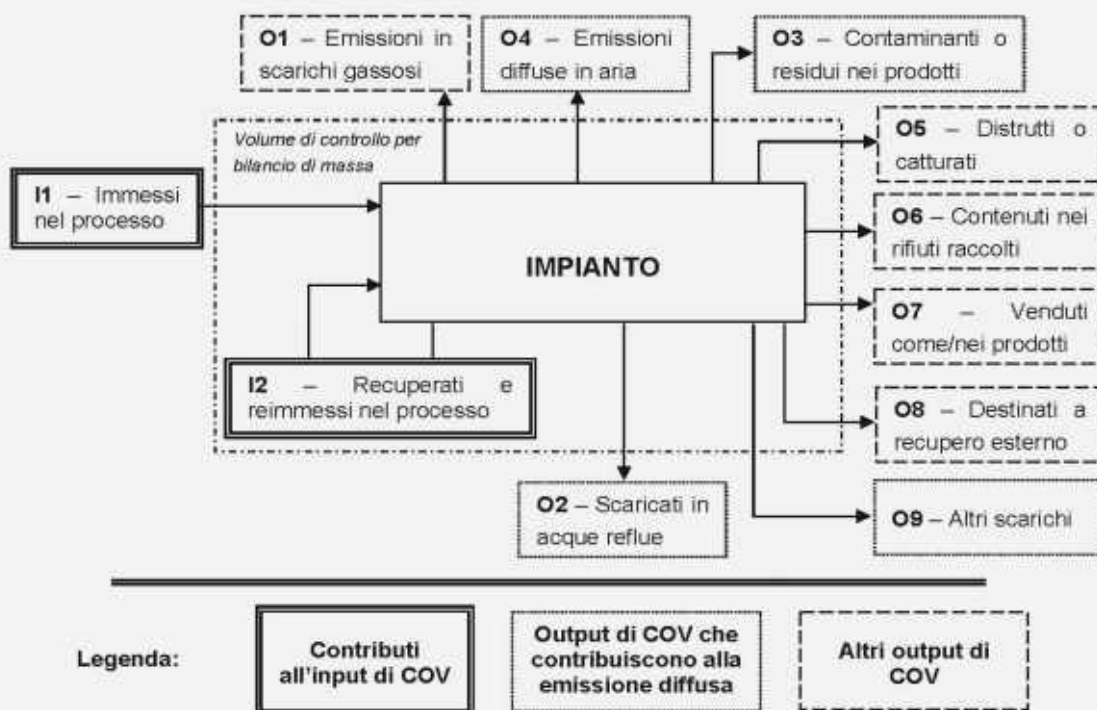 O1 – Emissioni in
scarichi gassosi
O4 – Emissioni
diffuse in aria
O3 – Contaminanti o
residui nei prodotti
Volume di controllo per
bilancio di massa
O5 – Distrutti o
catturati
I1 – Immessi
nel processo
IMPIANTO
O6 – Contenuti nei
rifiuti raccolti
O7 – Venduti
come/nei prodotti
I2 – Recuperati e
reimmessi nel processo
O8 – Destinati a
recupero esterno
O2 – Scaricati in
acque reflue
O9 – Altri scarichi
Legenda:
Contributi
all'input di COV
Output di COV che
contribuiscono alla
emissione diffusa
Altri output di
COV